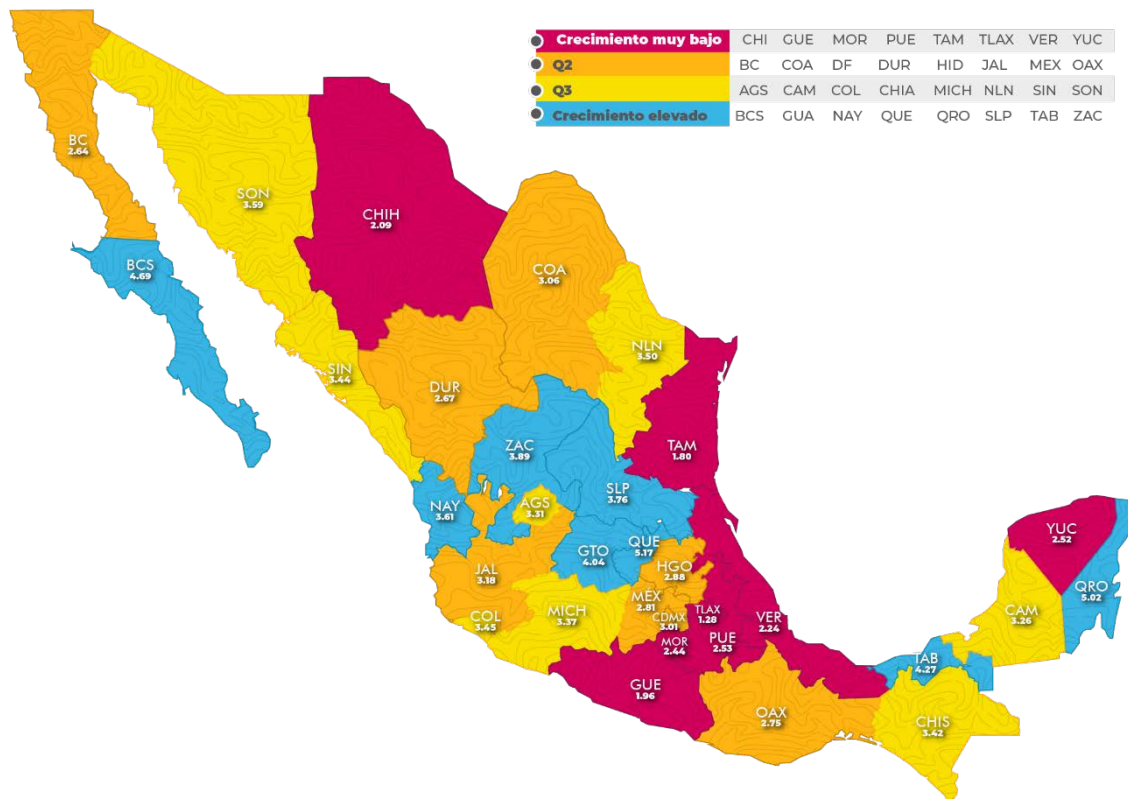 Crecimiento muy bajo CHI GUE MOR PUE TAM TLAX VER YUC
Q2 BC COA DF DUR HID JAL MEX OAX
Q3 AGS CAM COL CHIA MICH NLN SIN SON
Crecimiento elevado BCS GUA NAY QUE QRO SLP TAB ZAC
BC
2.64
SON
3.59
CHIH
2.09
BCS
4.69
COA
3.06
NLN
3.50
SIN
3.44
DUR
2.67
ZAC
3.89
TAM
1.80
SLP
3.76
NAY
3.61
AGS
3.31
GTO
4.04
QUE
5.17
HGO
2.88
JAL
3.18
MÉX
2.81
CDMX
3.01
TLAX
1.28
COL
3.45
MICH
3.37
MOR
2.44
PUE
2.53
VER
2.24
GUE
1.96
OAX
2.75
YUC
2.52
QRO
5.02
CAM
3.26
TAB
4.27
CHIS
3.42